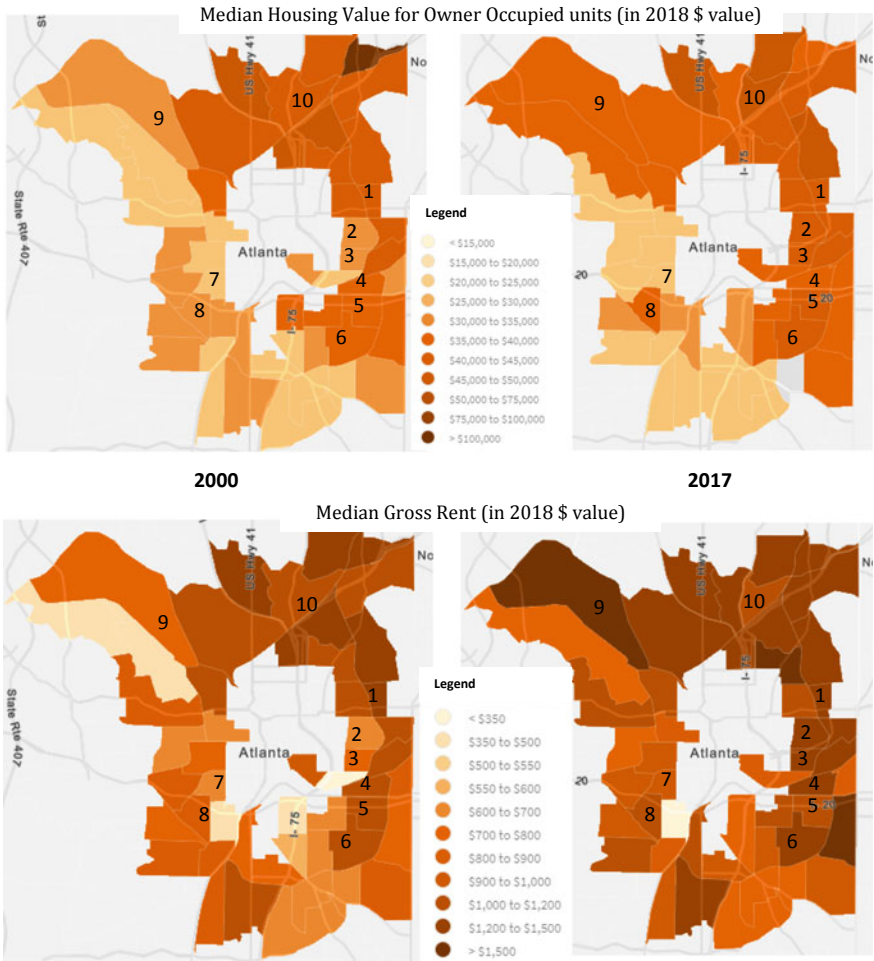 Median Housing Value for Owner Occupied units (in 2018 $ value)
St
US Hwy 41
No
9
10
State Rte 407
1
2
Atlanta
3
4
7
5
8
I- 75
6
Legend
< $15,000
$15,000 to $20,000
$20,000 to $25,000
$25,000 to $30,000
$30,000 to $35,000
$35,000 to $40,000
$40,000 to $45,000
$45,000 to $50,000
$50,000 to $75,000
$75,000 to $100,000
> $100,000
US Hwy 41
No
9
10
I- 75
1
2
Atlanta
3
20
7
4
5
20
8
6
2000
2017
Median Gross Rent (in 2018 $ value)
US Hwy 41
No
9
10
State Rte 407
1
2
Atlanta
3
7
4
8
5
I- 75
6
Legend
< $350
$350 to $500
$500 to $550
$550 to $600
$600 to $700
$700 to $800
$800 to $900
$900 to $1,000
$1,000 to $1,200
$1,200 to $1,500
> $1,500
US Hwy 41
No
9
10
I- 75
1
2
Atlanta
3
20
7
4
5
20
8
6